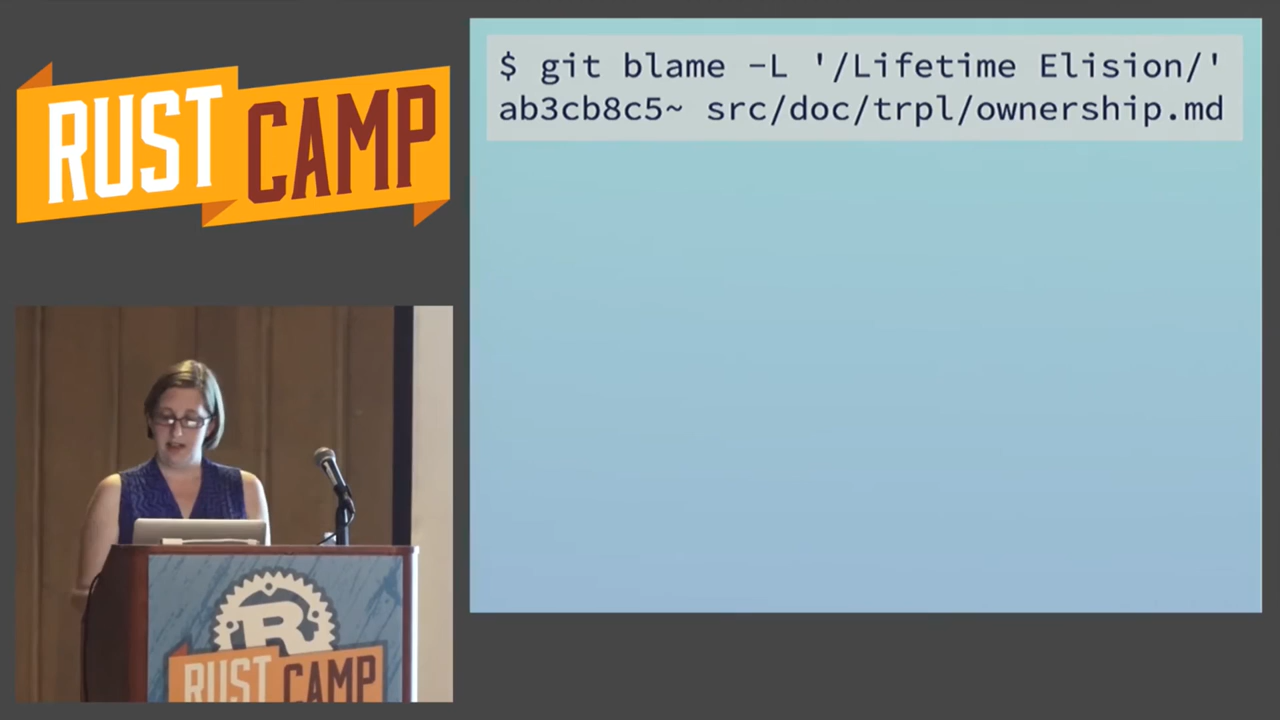 RUST CAMP
$ git blame -L '/Lifetime Elision/'
ab3cb8c5~ src/doc/trpl/ownership.md
R
RUST CAMP